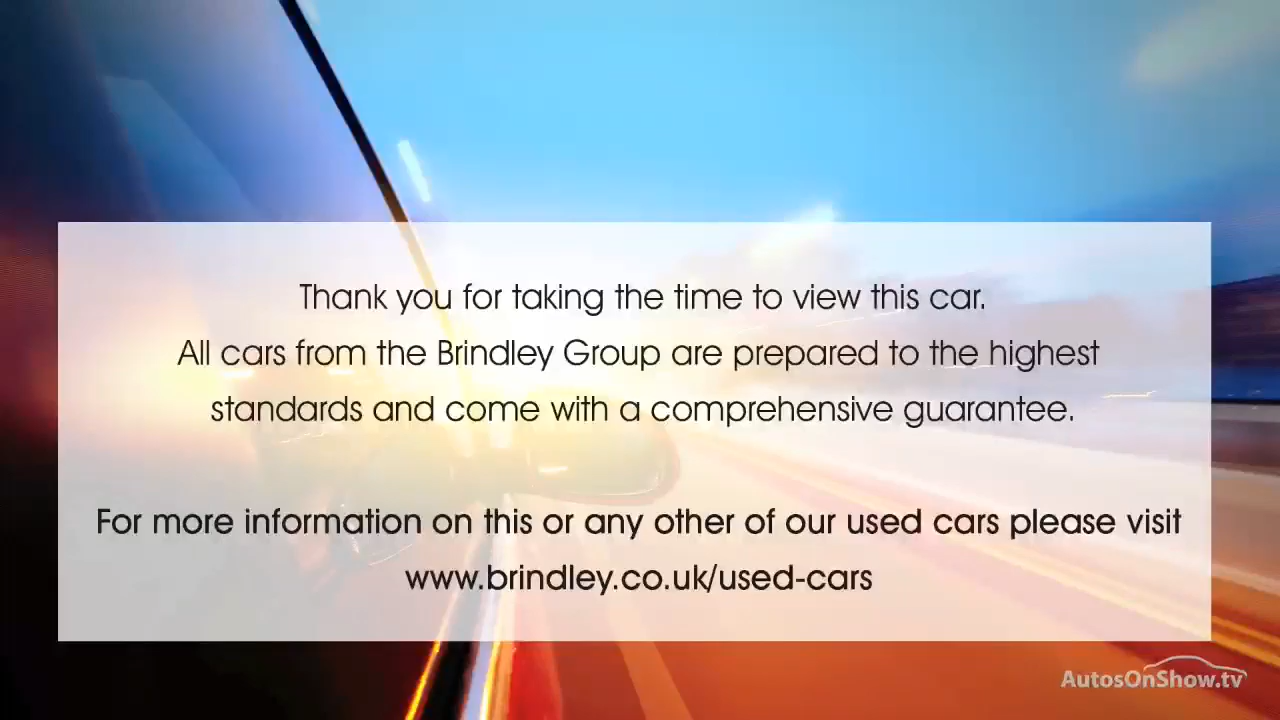 Thank you for taking the time to view this car.
All cars from the Brindley Group are prepared to the highest
standards and come with a comprehensive guarantee.
For more information on this or any other of our used cars please visit
www.brindley.co.uk/used-cars
AutosOnShow.tv